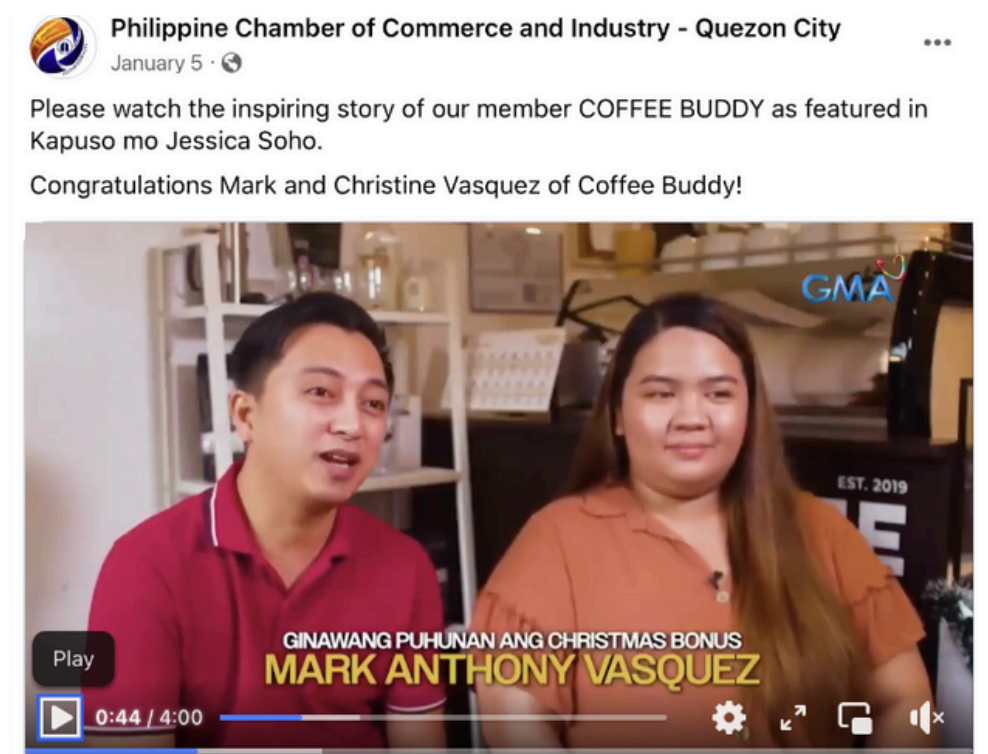 Philippine Chamber of Commerce and Industry - Quezon City
January 5 ·
Please watch the inspiring story of our member COFFEE BUDDY as featured in
Kapuso mo Jessica Soho.
Congratulations Mark and Christine Vasquez of Coffee Buddy!
GMA
EST. 2019
GINAWANG PUHUNAN ANG CHRISTMAS BONUS
MARK ANTHONY VASQUEZ
Play
0:44 / 4:00